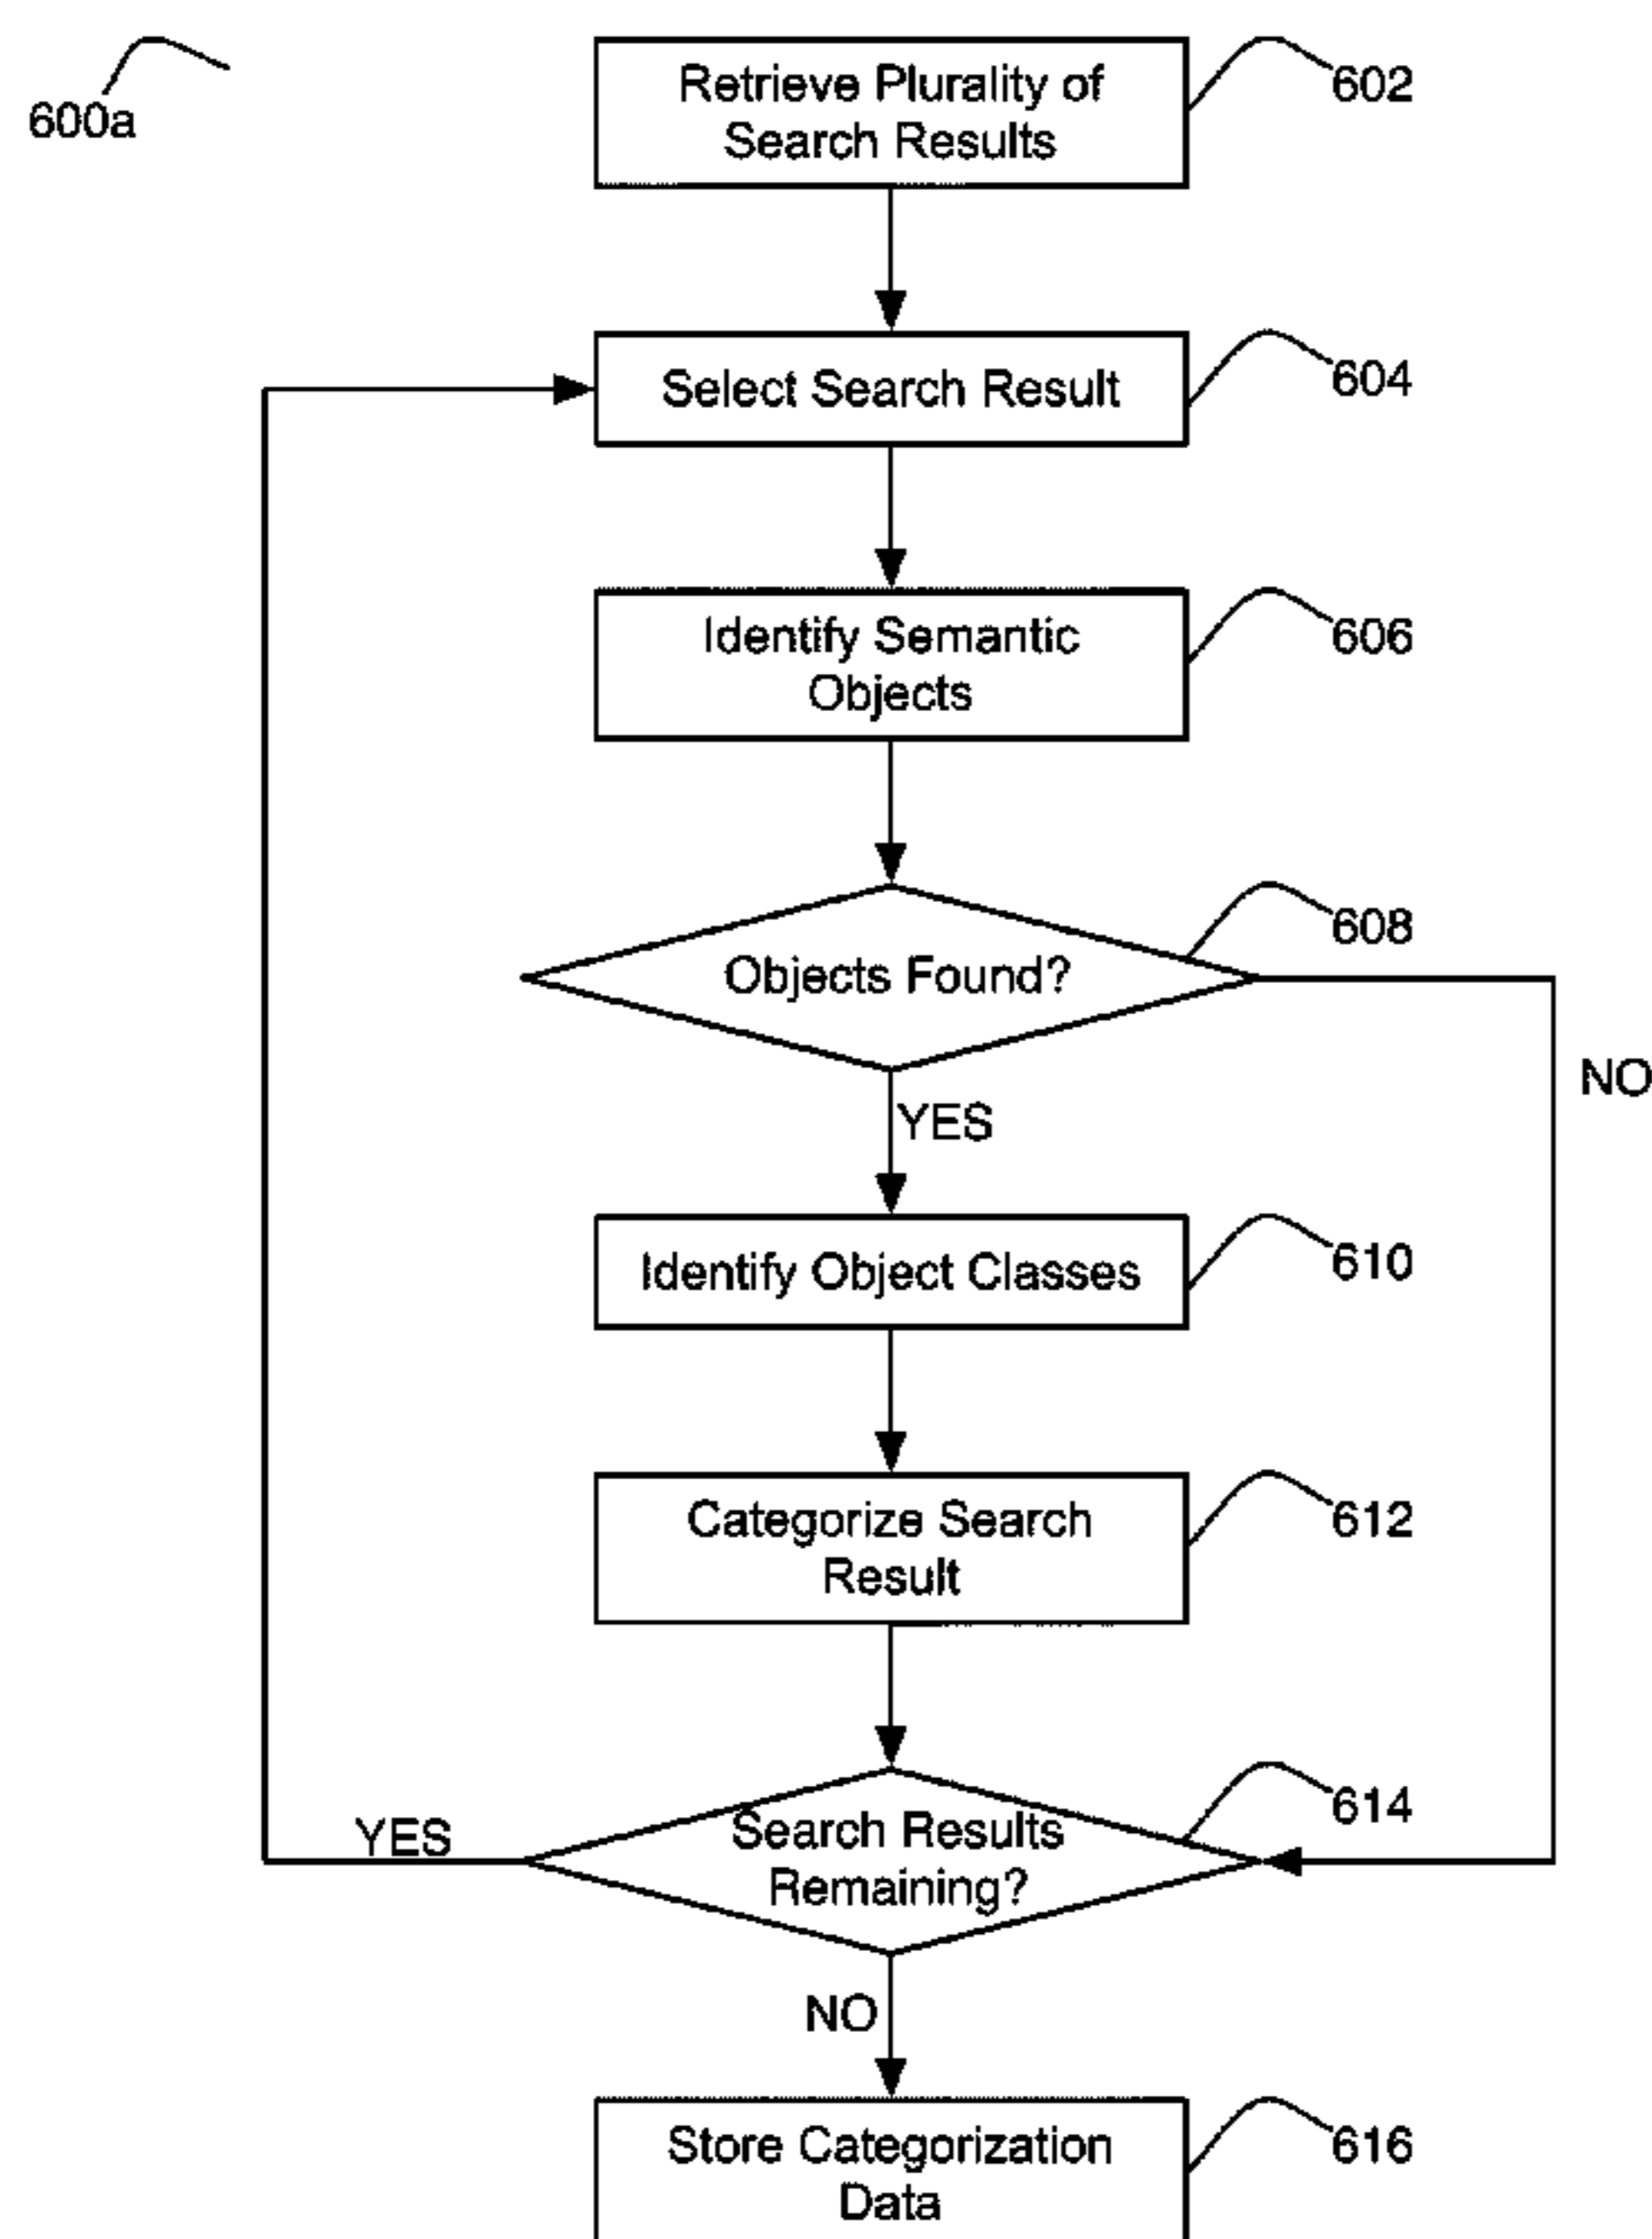 600a
Retrieve Plurality of
Search Results
602
Select Search Result
604
Identify Semantic
Objects
606
Objects Found?
608
NO
YES
Identify Object Classes
610
Categorize Search
Result
612
Search Results
Remaining?
614
YES
NO
Store Categorization
Data
616